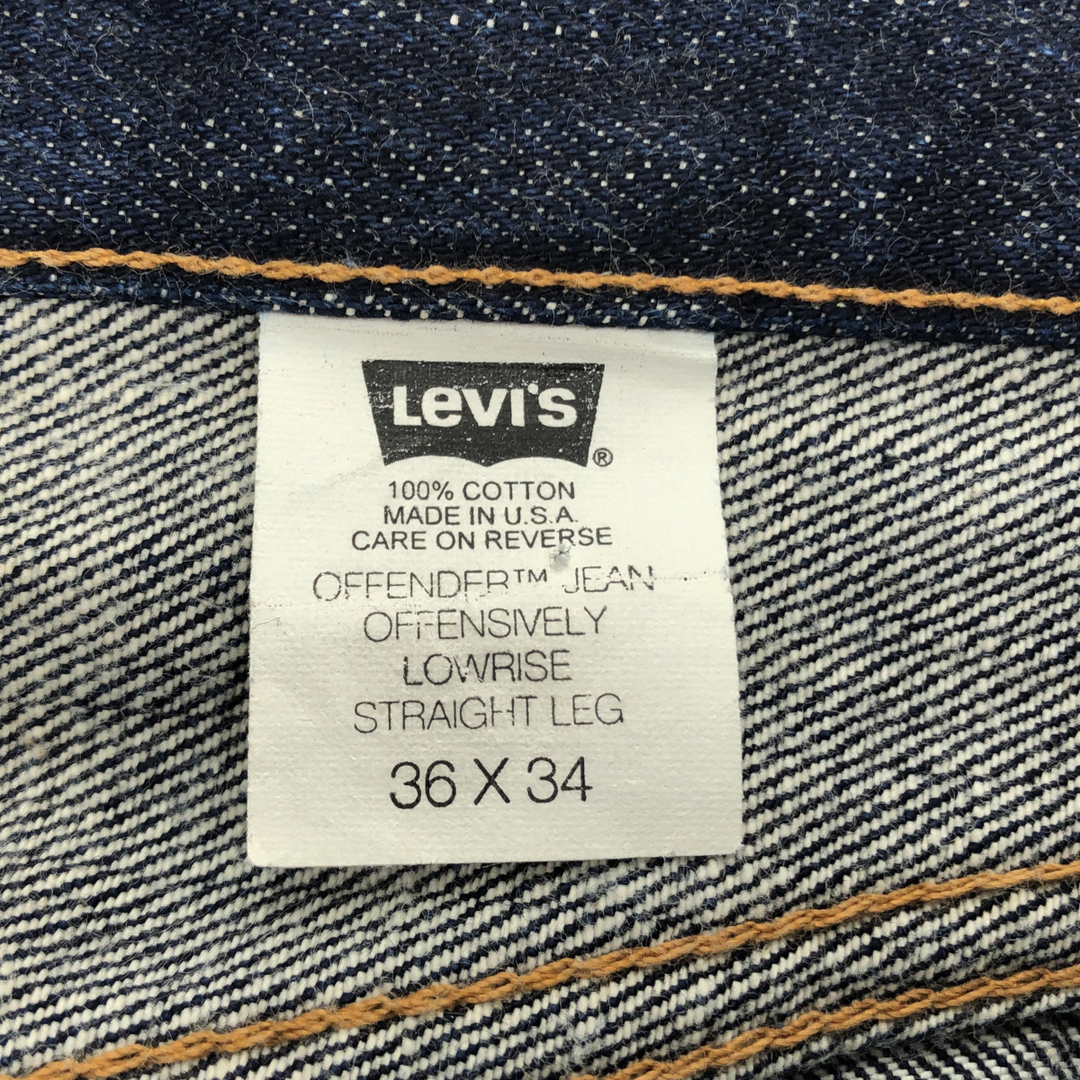 Levi's ®
100% COTTON
MADE IN U.S.A.
CARE ON REVERSE
OFFENDER™ JEAN
OFFENSIVELY
LOWRISE
STRAIGHT LEG
36 X 34